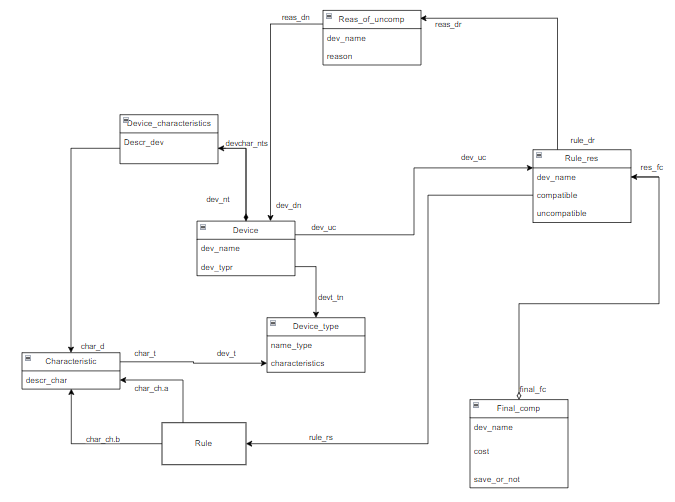 reas_dn
Reas_of_uncomp
reas_dr
dev_name
reason
Device_characteristics
Descr_dev
devchar_nts
rule_dr
dev_uc
Rule_res
res_fc
dev_name
compatible
uncompatible
dev_nt
dev_dn
Device
dev_uc
dev_name
dev_typr
devt_tn
Device_type
name_type
characteristics
char_d
char_t
dev_t
Characteristic
descr_char
char_ch.a
final_fc
Final_comp
dev_name
cost
save_or_not
char_ch.b
Rule
rule_rs